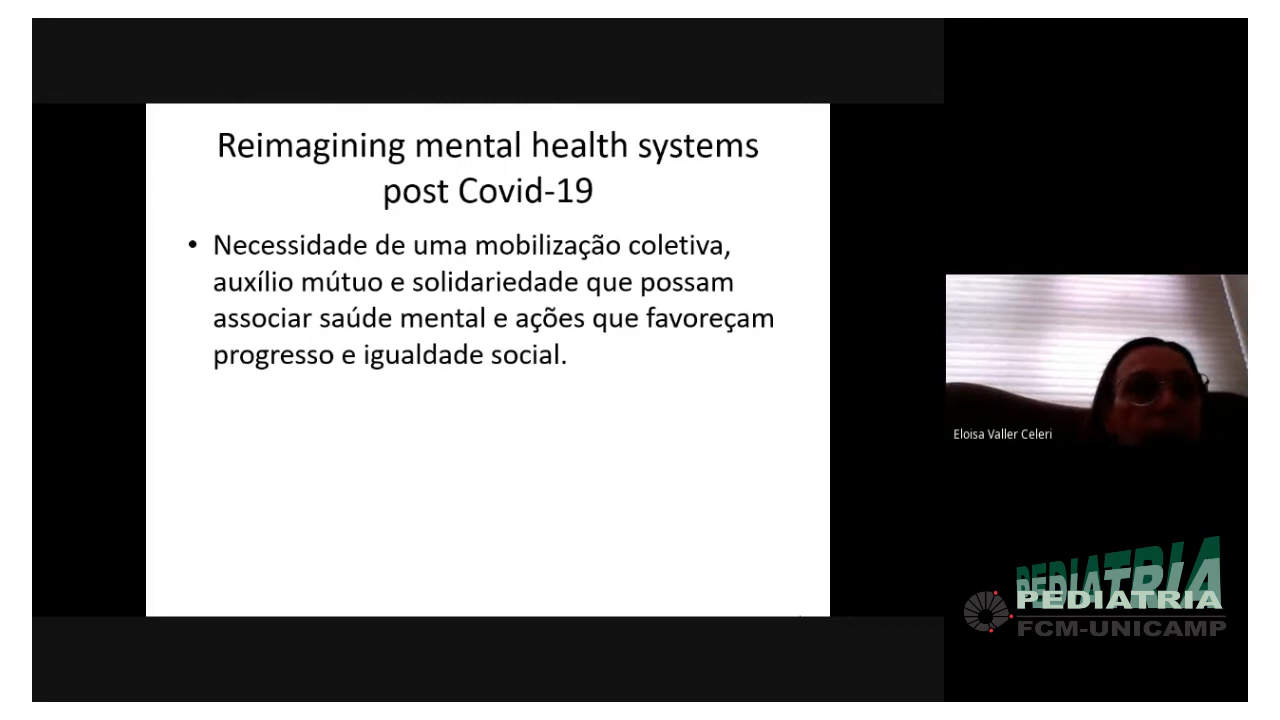 Reimagining mental health systems
post Covid-19
• Necessidade de uma mobilização coletiva,
auxílio mútuo e solidariedade que possam
associar saúde mental e ações que favoreçam
progresso e igualdade social.
Eloisa Valler Celeri
PEDIATRIA
PEDIATRIA
FCM-UNICAMP